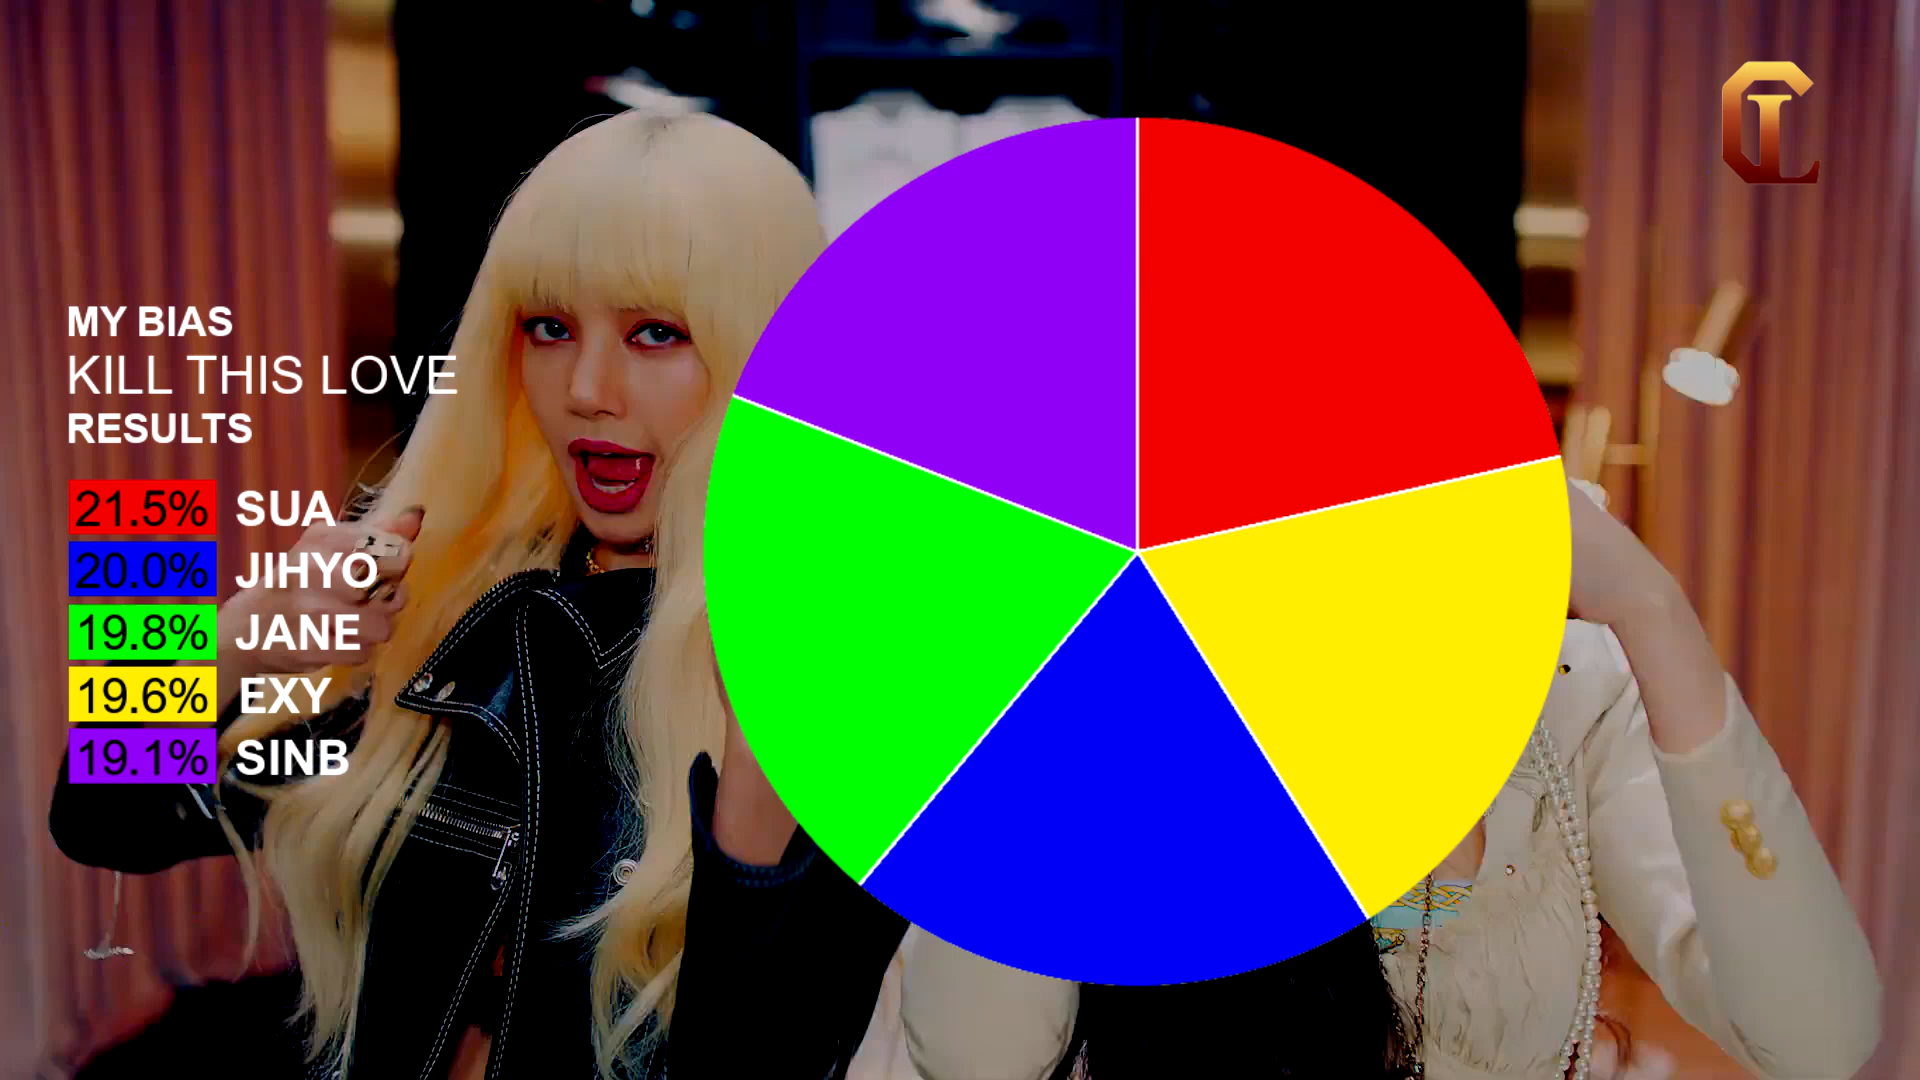 MY BIAS
KILL THIS LOVE
RESULTS
21.5% SUA
20.0% JIHYO
19.8% JANE
19.6% EXY
19.1% SINB
CL